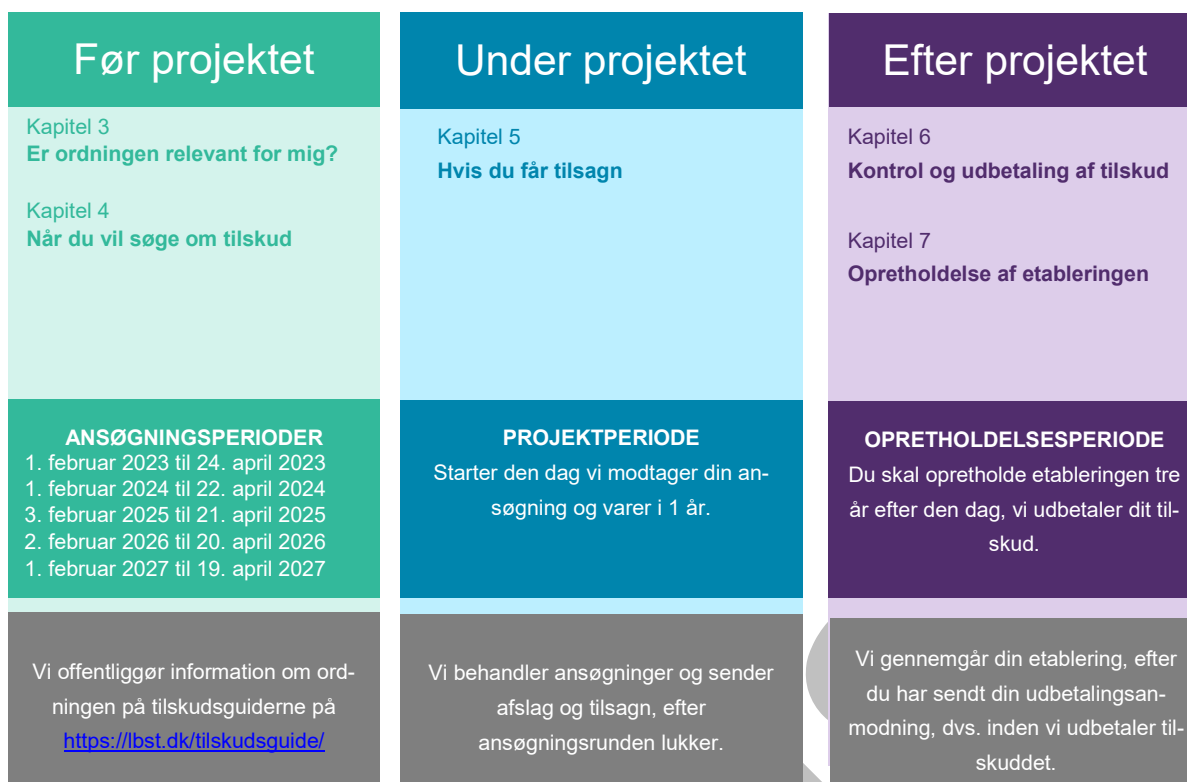 Før projektet
Kapitel 3
Er ordningen relevant for mig?
Kapitel 4
Når du vil søge om tilskud
ANSØGNINGSPERIODER
1. februar 2023 til 24. april 2023
1. februar 2024 til 22. april 2024
3. februar 2025 til 21. april 2025
2. februar 2026 til 20. april 2026
1. februar 2027 til 19. april 2027
Vi offentliggør information om ord-
ningen på tilskudsguiderne på
https://lbst.dk/tilskudsguide/
Under projektet
Kapitel 5
Hvis du får tilsagn
PROJEKTPERIODE
Starter den dag vi modtager din an-
søgning og varer i 1 år.
Vi behandler ansøgninger og sender
afslag og tilsagn, efter
ansøgningsrunden lukker.
Efter projektet
Kapitel 6
Kontrol og udbetaling af tilskud
Kapitel 7
Opretholdelse af etableringen
OPRETHOLDELSESPERIODE
Du skal opretholde etableringen tre
år efter den dag, vi udbetaler dit til-
skud.
Vi gennemgår din etablering, efter
du har sendt din udbetalingsan-
modning, dvs. inden vi udbetaler til-
skuddet.